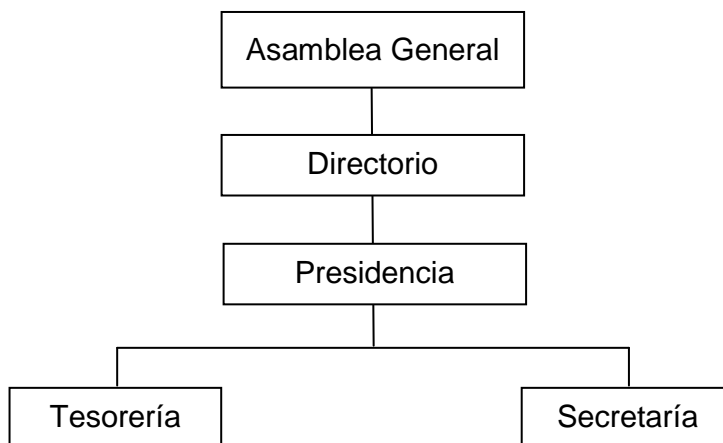 Asamblea General
Directorio
Presidencia
Tesorería
Secretaría